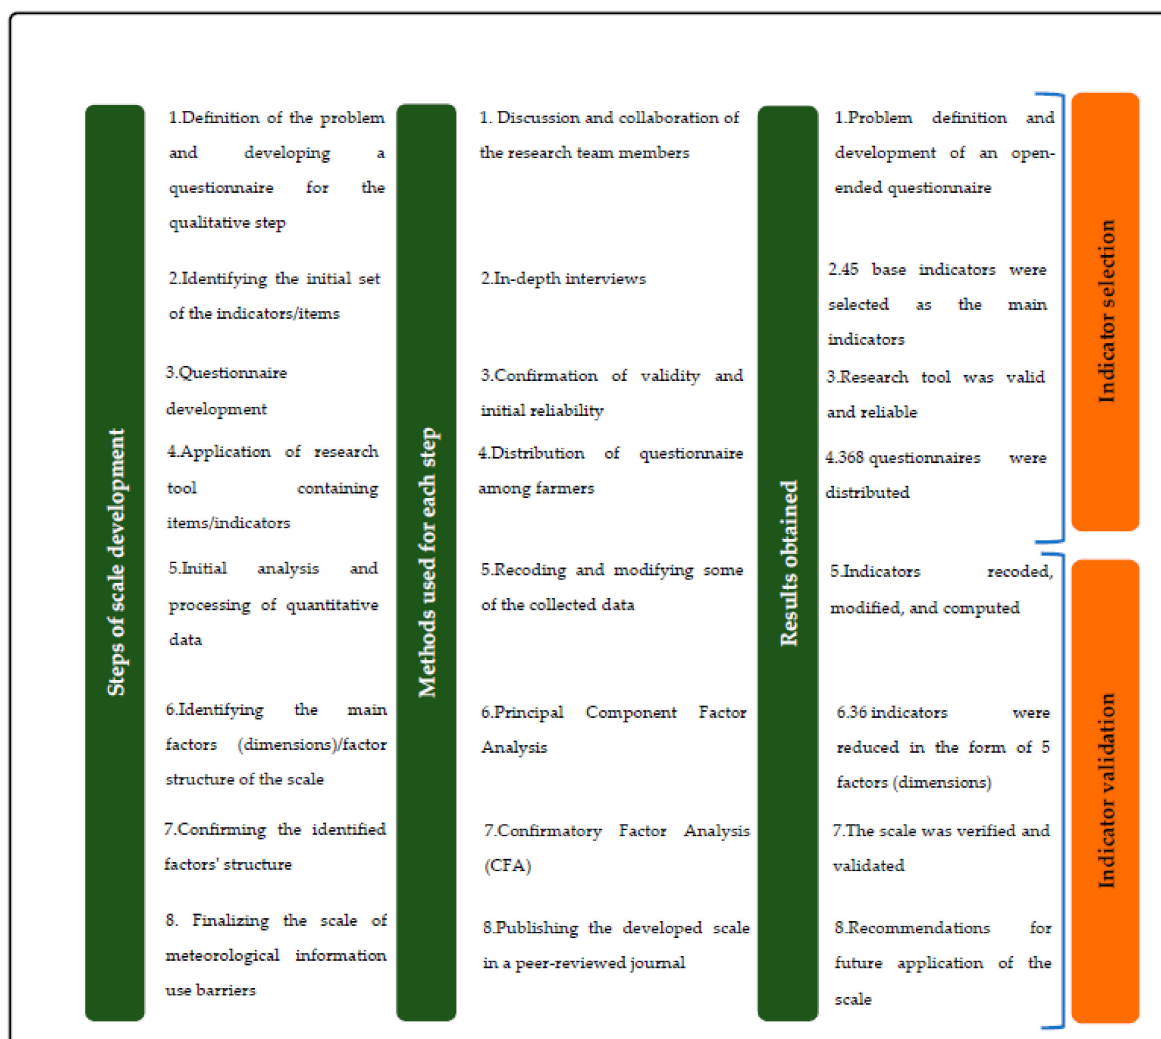 Steps of scale development
1.Definition of the problem
and developing a
questionnaire for the
qualitative step
2.Identifying the initial set
of the indicators/items
3.Questionnaire
development
4.Application of research
tool containing
items/indicators
5.Initial analysis and
processing of quantitative
data
6.Identifying the main
factors (dimensions)/factor
structure of the scale
7.Confirming the identified
factors' structure
8. Finalizing the scale of
meteorological information
use barriers
Methods used for each step
1. Discussion and collaboration of
the research team members
2.In-depth interviews
3.Confirmation of validity and
initial reliability
4.Distribution of questionnaire
among farmers
5.Recoding and modifying some
of the collected data
6.Principal Component Factor
Analysis
7.Confirmatory Factor Analysis
(CFA)
8.Publishing the developed scale
in a peer-reviewed journal
Results obtained
1.Problem definition and
development of an open-
ended questionnaire
2.45 base indicators were
selected as the main
indicators
3.Research tool was valid
and reliable
4.368 questionnaires were
distributed
5.Indicators recoded,
modified, and computed
6.36 indicators were
reduced in the form of 5
factors (dimensions)
7.The scale was verified and
validated
8.Recommendations for
future application of the
scale
Indicator selection
Indicator validation